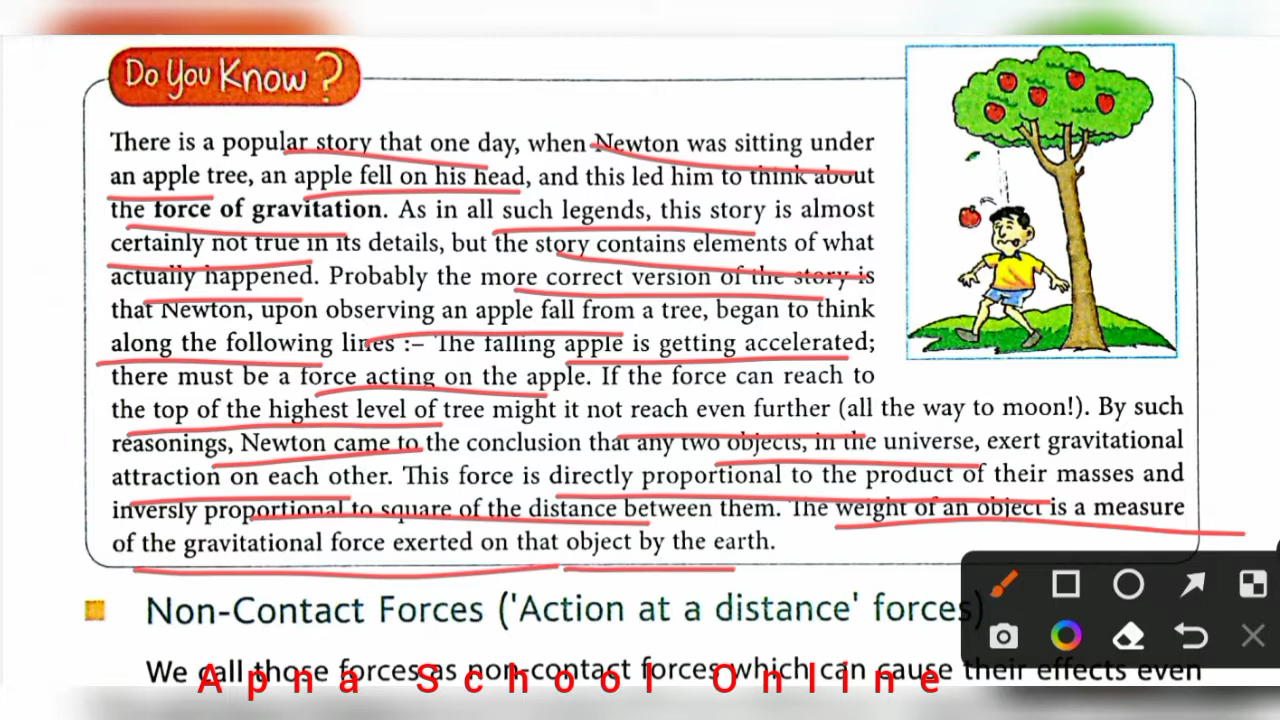 Do You Know?
There is a popular story that one day, when Newton was sitting under
an apple tree, an apple fell on his head, and this led him to think about
the force of gravitation. As in all such legends, this story is almost
certainly not true in its details, but the story contains elements of what
actually happened. Probably the more correct version of the story is
that Newton, upon observing an apple fall from a tree, began to think
along the following lines :– The falling apple is getting accelerated;
there must be a force acting on the apple. If the force can reach to
the top of the highest level of tree might it not reach even further (all the way to moon!). By such
reasonings, Newton came to the conclusion that any two objects, in the universe, exert gravitational
attraction on each other. This force is directly proportional to the product of their masses and
inversly proportional to square of the distance between them. The weight of an object is a measure
of the gravitational force exerted on that object by the earth.
Non-Contact Forces ('Action at a distance' forces)
We call those forces as non-contact forces which can cause their effects even
Apna School Online